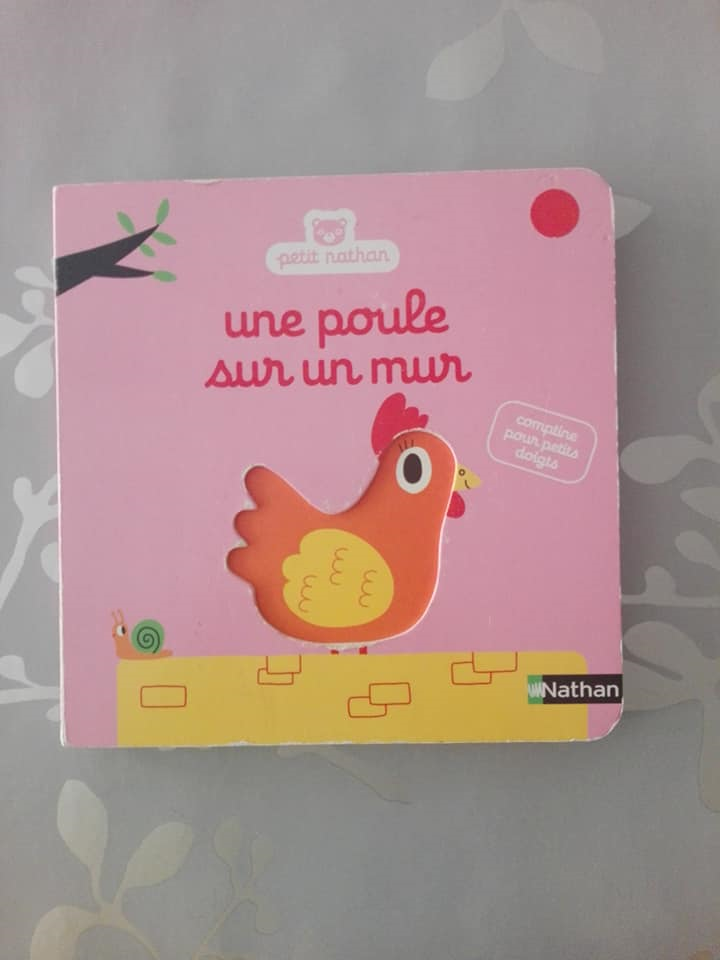 petit nathan
une poule
sur un mur
comptine
pour petits
doigts
Nathan